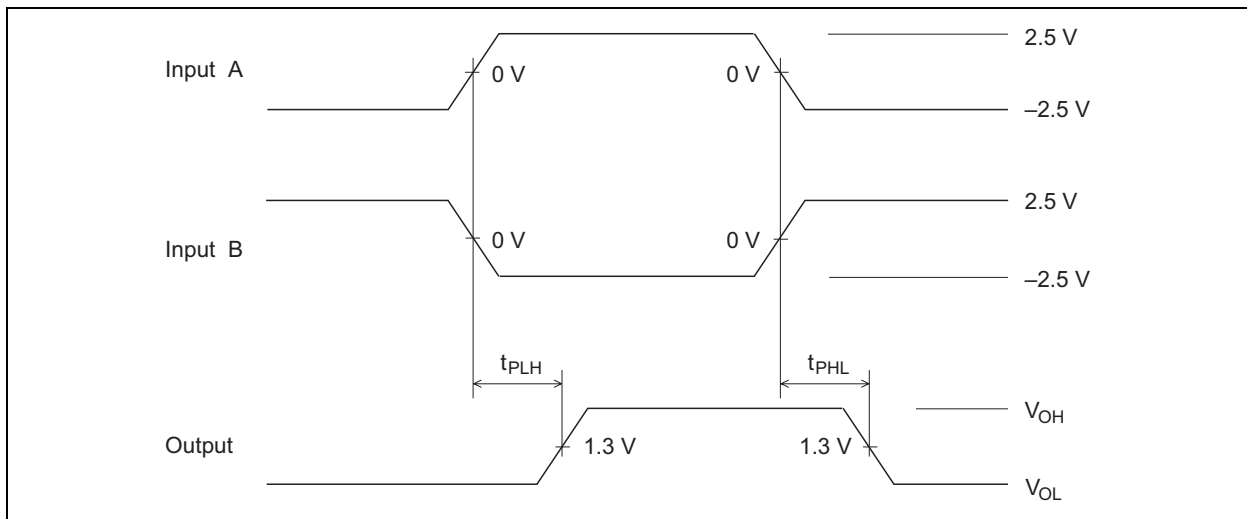 2.5 V
Input A
0 V
0 V
–2.5 V
2.5 V
Input B
0 V
0 V
–2.5 V
tPLH
tPHL
VOH
Output
1.3 V
1.3 V
VOL